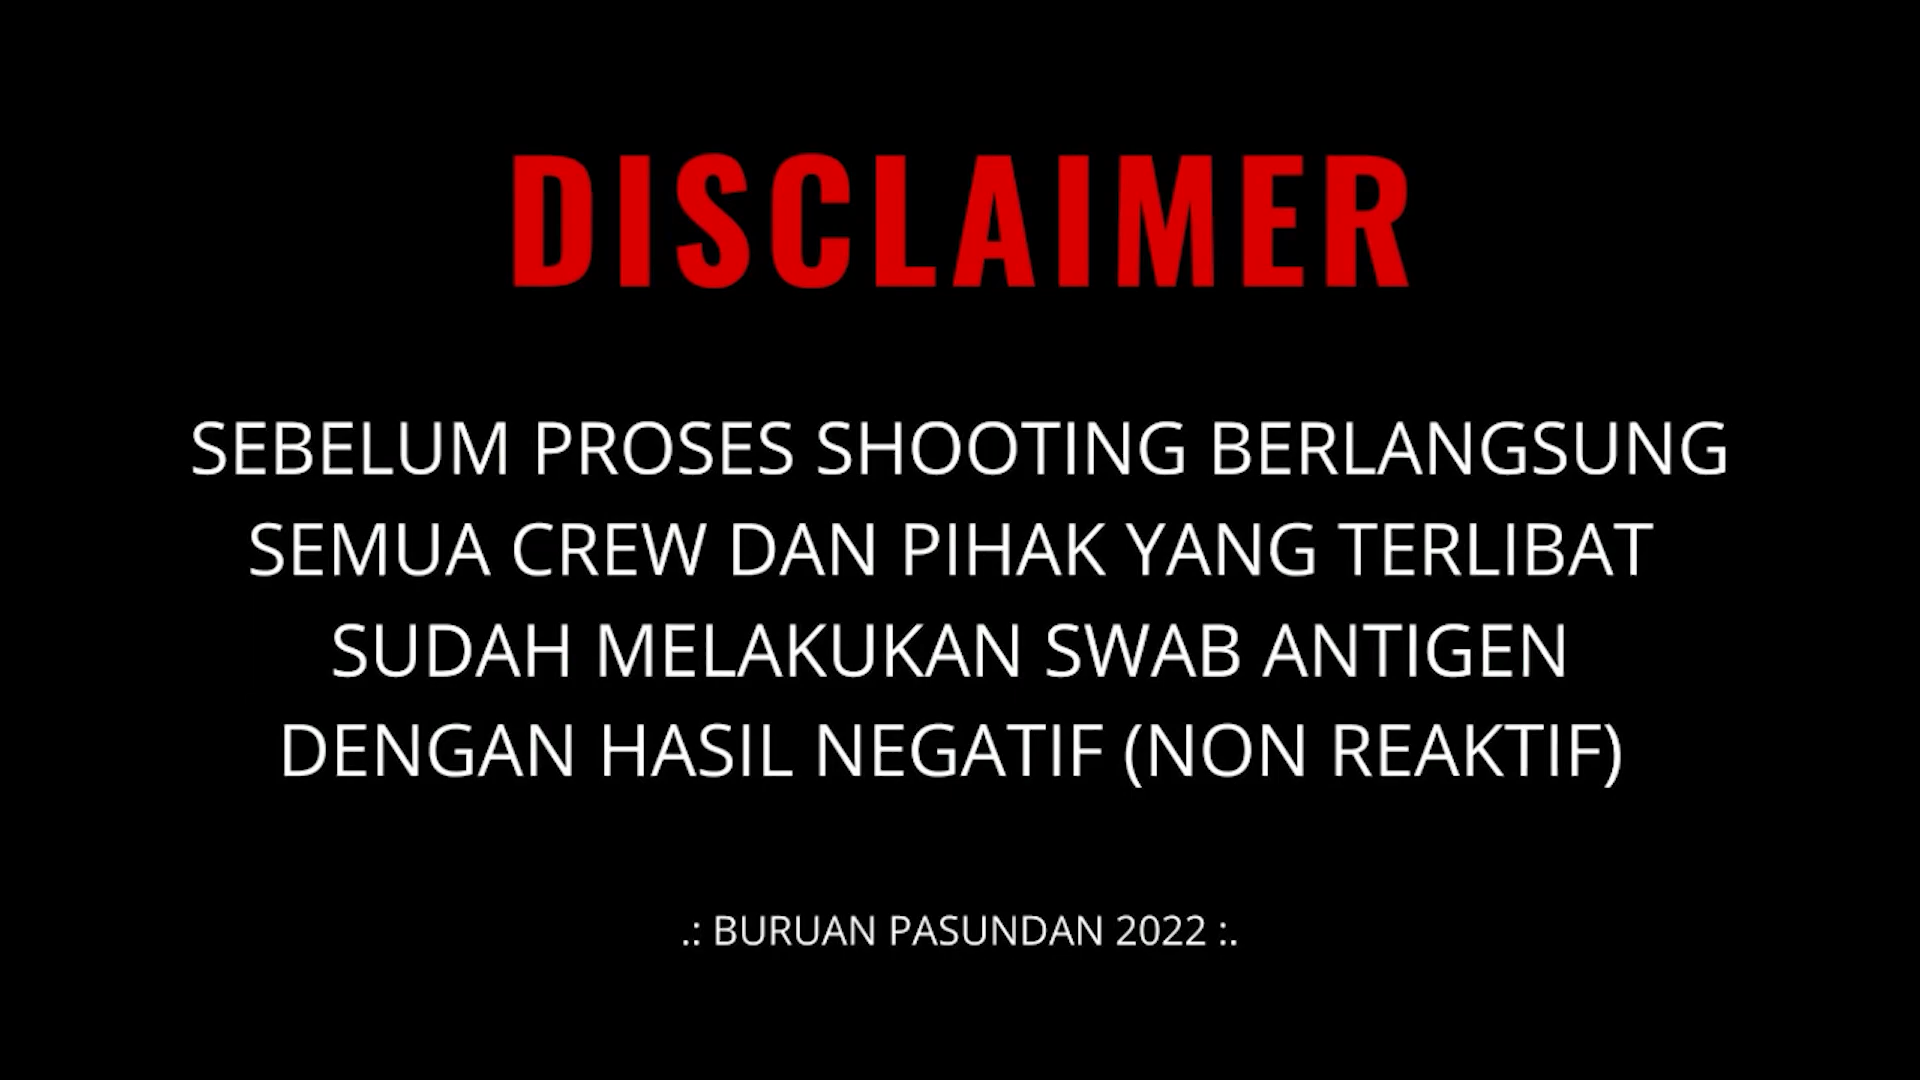 DISCLAIMER
SEBELUM PROSES SHOOTING BERLANGSUNG
SEMUA CREW DAN PIHAK YANG TERLIBAT
SUDAH MELAKUKAN SWAB ANTIGEN
DENGAN HASIL NEGATIF (NON REAKTIF)
.: BURUAN PASUNDAN 2022 :.